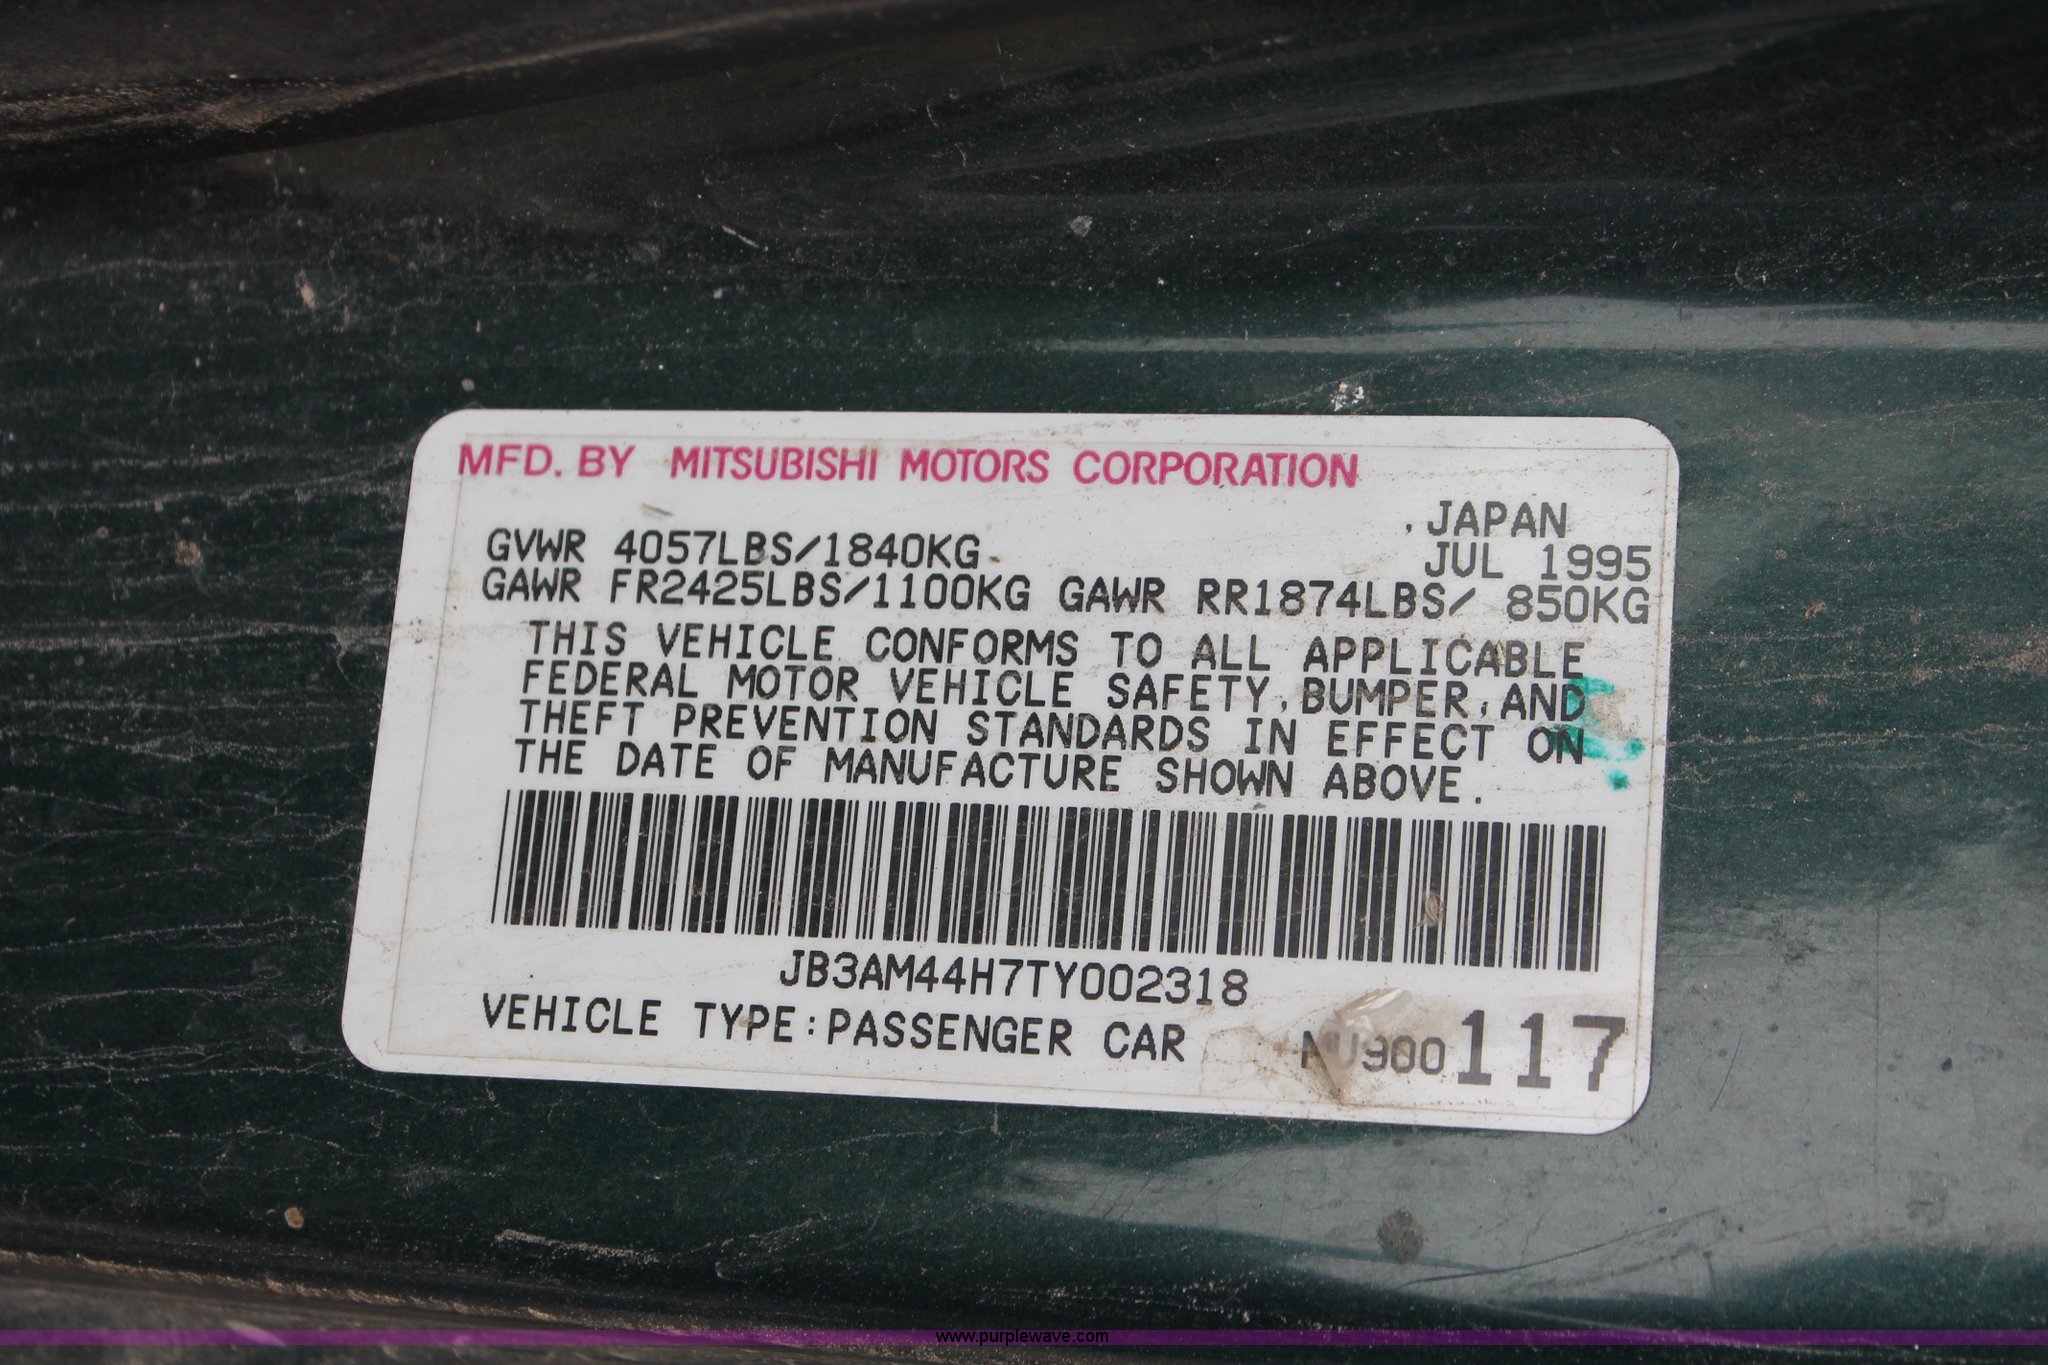 MFD. BY MITSUBISHI MOTORS CORPORATION
, JAPAN
GVWR 4057LBS/1840KG JUL 1995
GAWR FR2425LBS/1100KG GAWR RR1874LBS/ 850KG
THIS VEHICLE CONFORMS TO ALL APPLICABLE
FEDERAL MOTOR VEHICLE SAFETY, BUMPER, AND
THEFT PREVENTION STANDARDS IN EFFECT ON
THE DATE OF MANUFACTURE SHOWN ABOVE.
JB3AM44H7TY002318
VEHICLE TYPE:PASSENGER CAR MU900117
www.purplewave.com